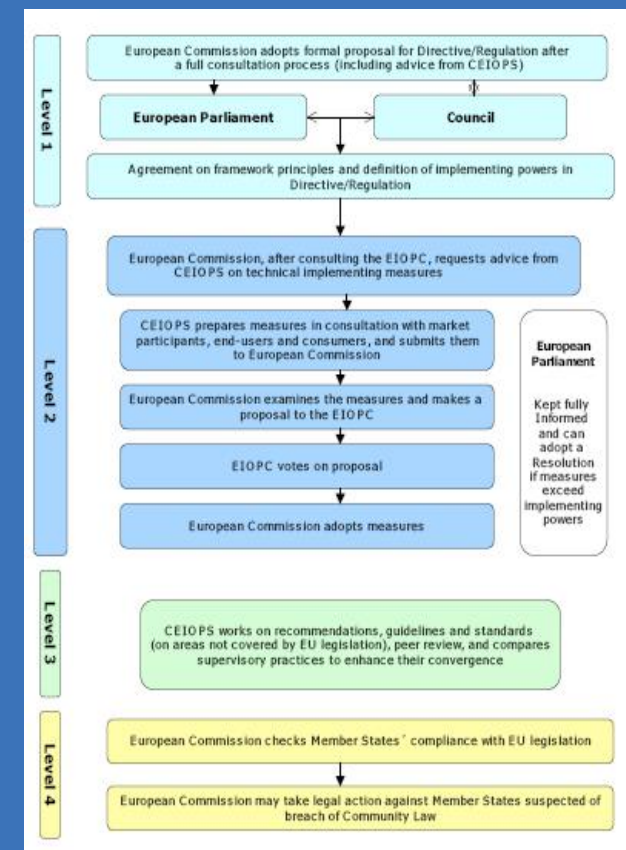 Level 1
European Commission adopts formal proposal for Directive/Regulation after
a full consultation process (including advice from CEIOPS)
European Parliament
Council
Agreement on framework principles and definition of implementing powers in
Directive/Regulation
Level 2
European Commission, after consulting the EIOPC, requests advice from
CEIOPS on technical implementing measures
CEIOPS prepares measures in consultation with market
participants, end-users and consumers, and submits them
to European Commission
European Commission examines the measures and makes a
proposal to the EIOPC
EIOPC votes on proposal
European Commission adopts measures
European
Parliament
Kept fully
Informed
and can
adopt a
Resolution
if measures
exceed
implementing
powers
Level 3
CEIOPS works on recommendations, guidelines and standards
(on areas not covered by EU legislation), peer review, and compares
supervisory practices to enhance their convergence
Level 4
European Commission checks Member States´ compliance with EU legislation
European Commission may take legal action against Member States suspected of
breach of Community Law